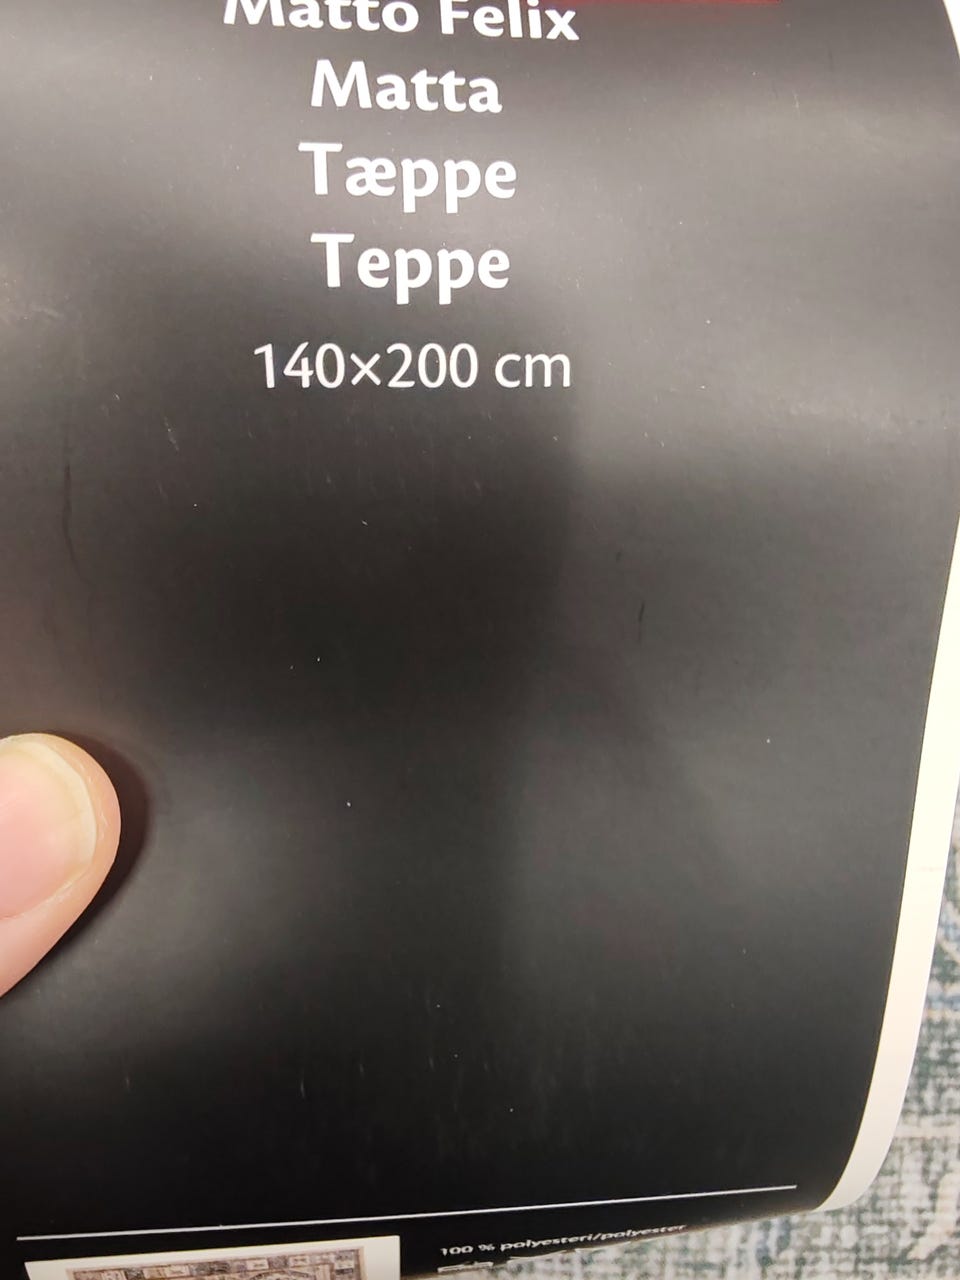 Matto Felix
Matta
Tæppe
Teppe
140×200 cm
100 % polyesteri/polyester